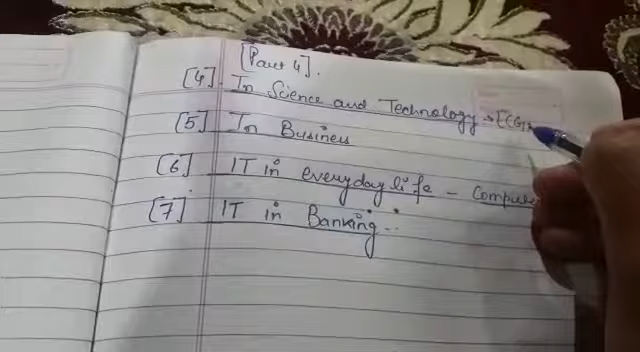 [Part 4].
[4]. In Science and Technology →
[5] In Business
[6] IT in everyday life - Compu
[7] IT in Banking..